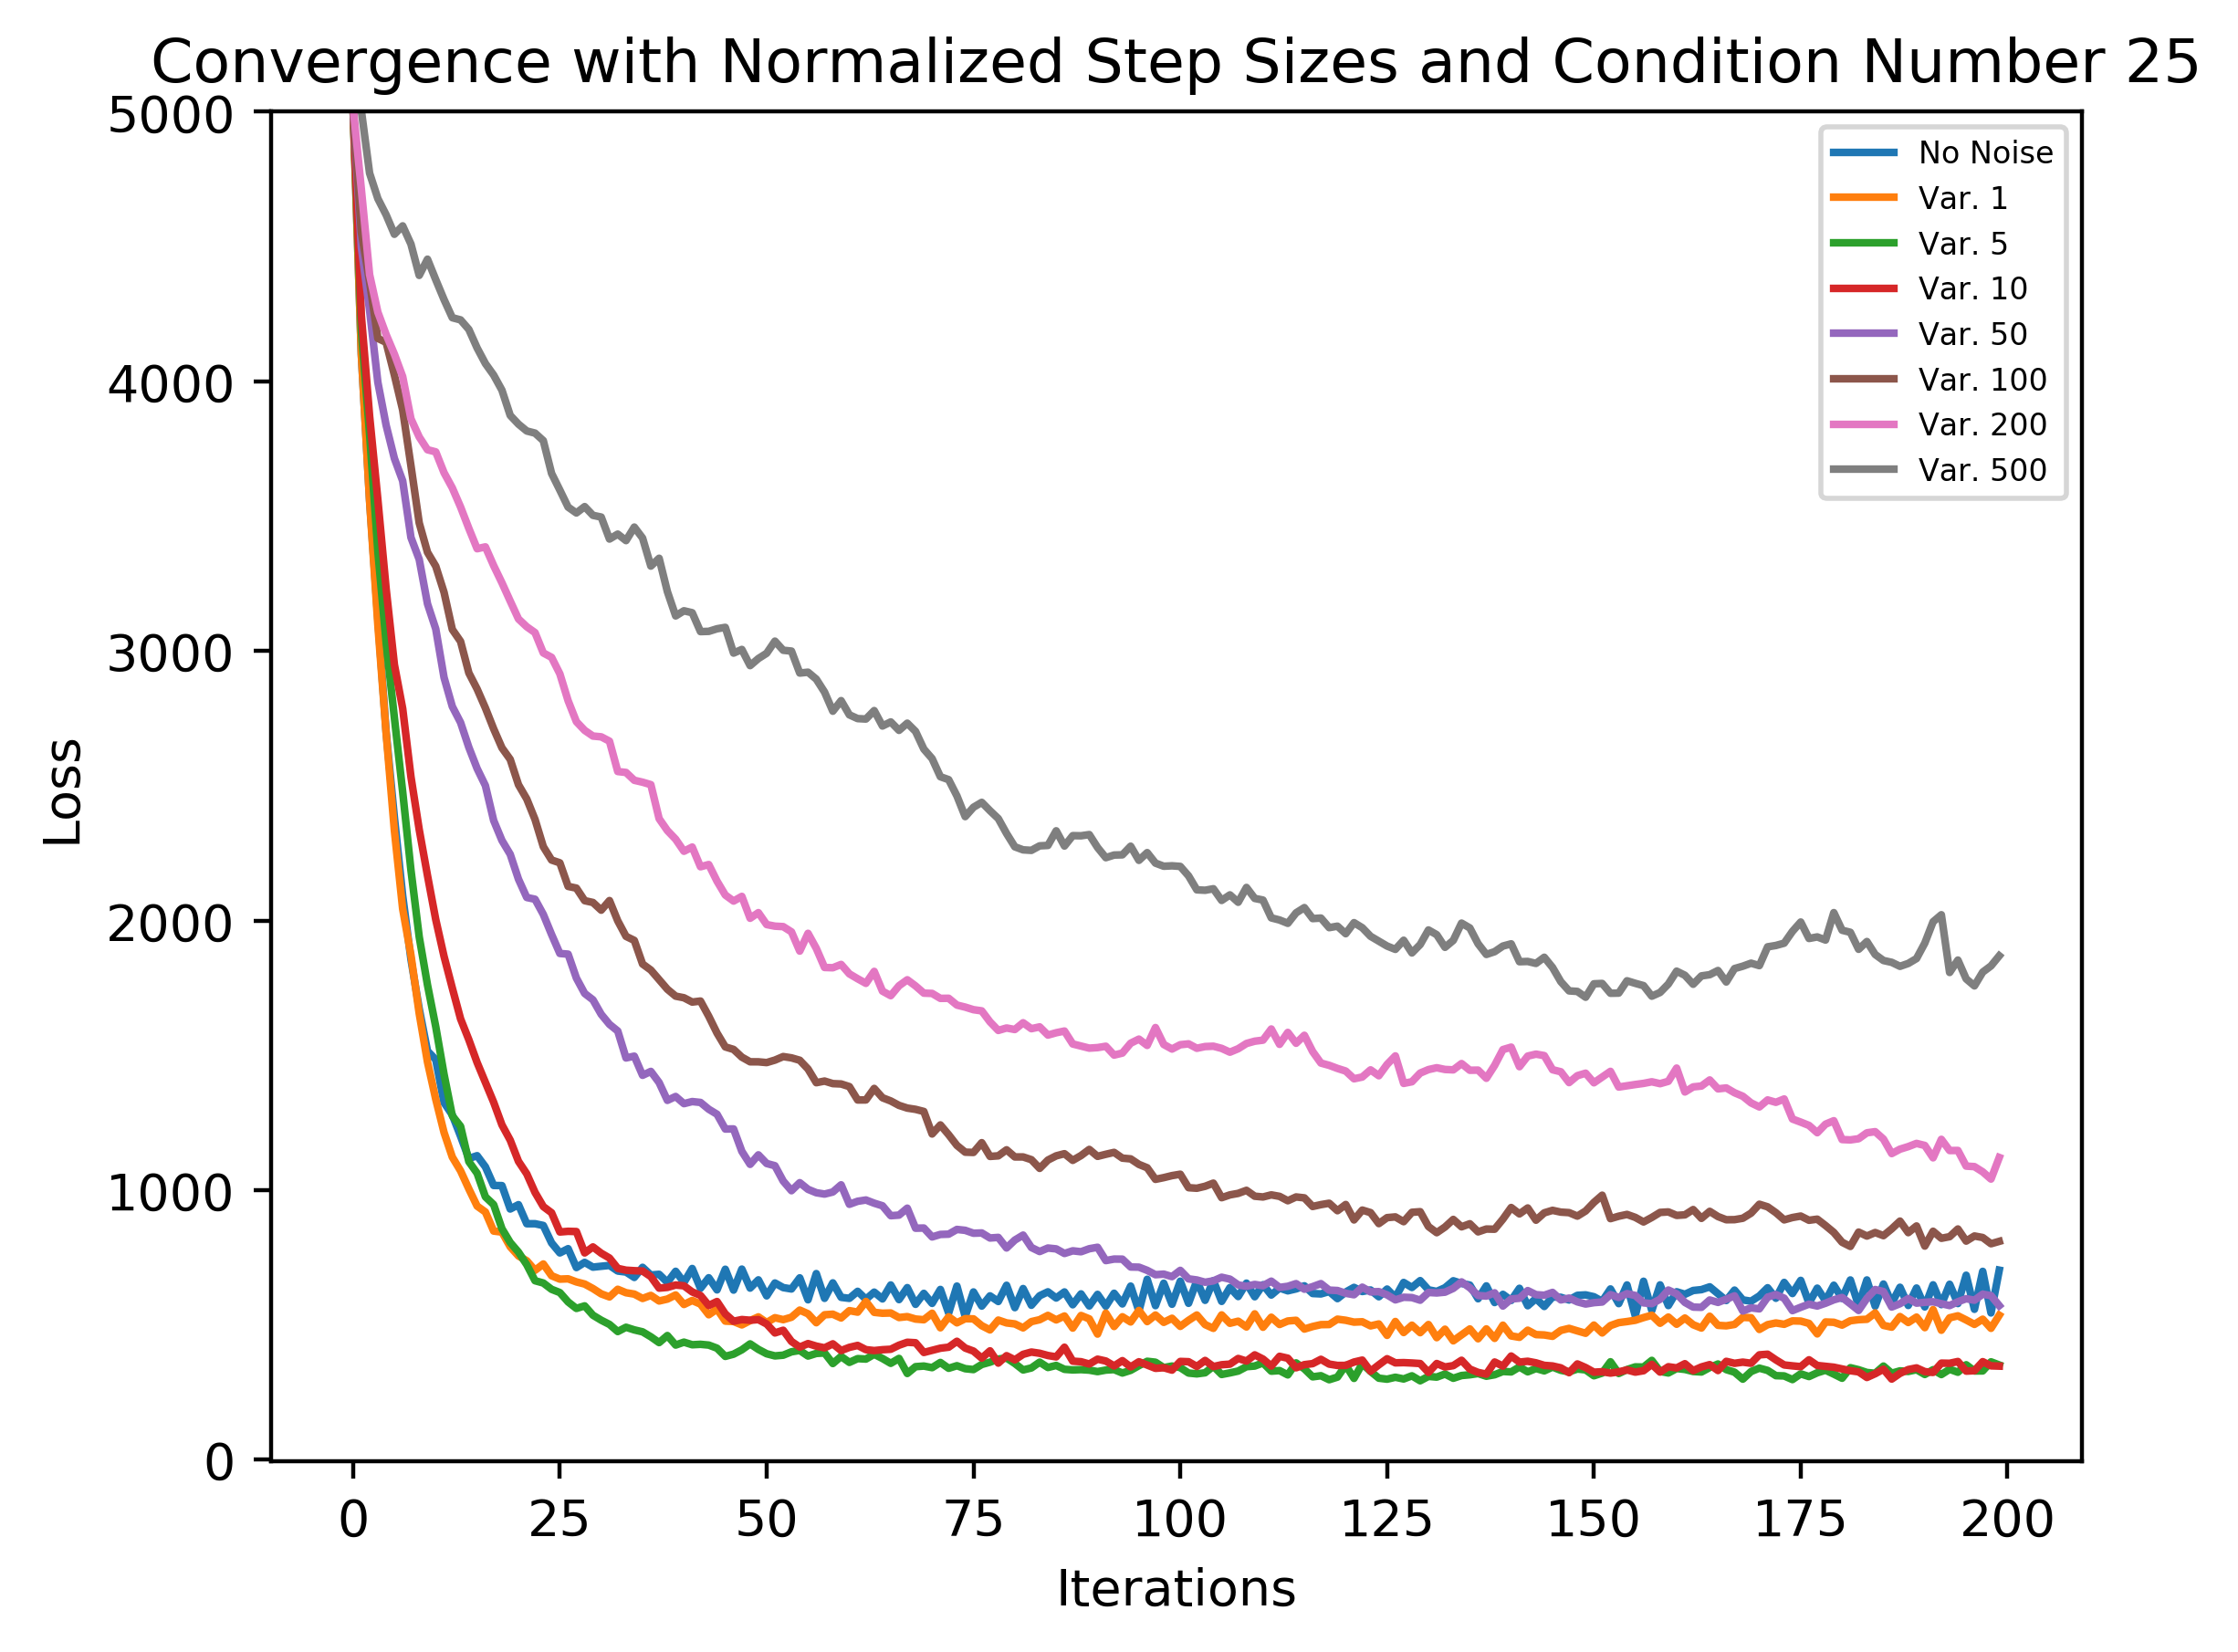 Convergence with Normalized Step Sizes and Condition Number 25
5000
4000
3000
2000
1000
0
Loss
No Noise
Var. 1
Var. 5
Var. 10
Var. 50
Var. 100
Var. 200
Var. 500
0 25 50 75 100 125 150 175 200
Iterations